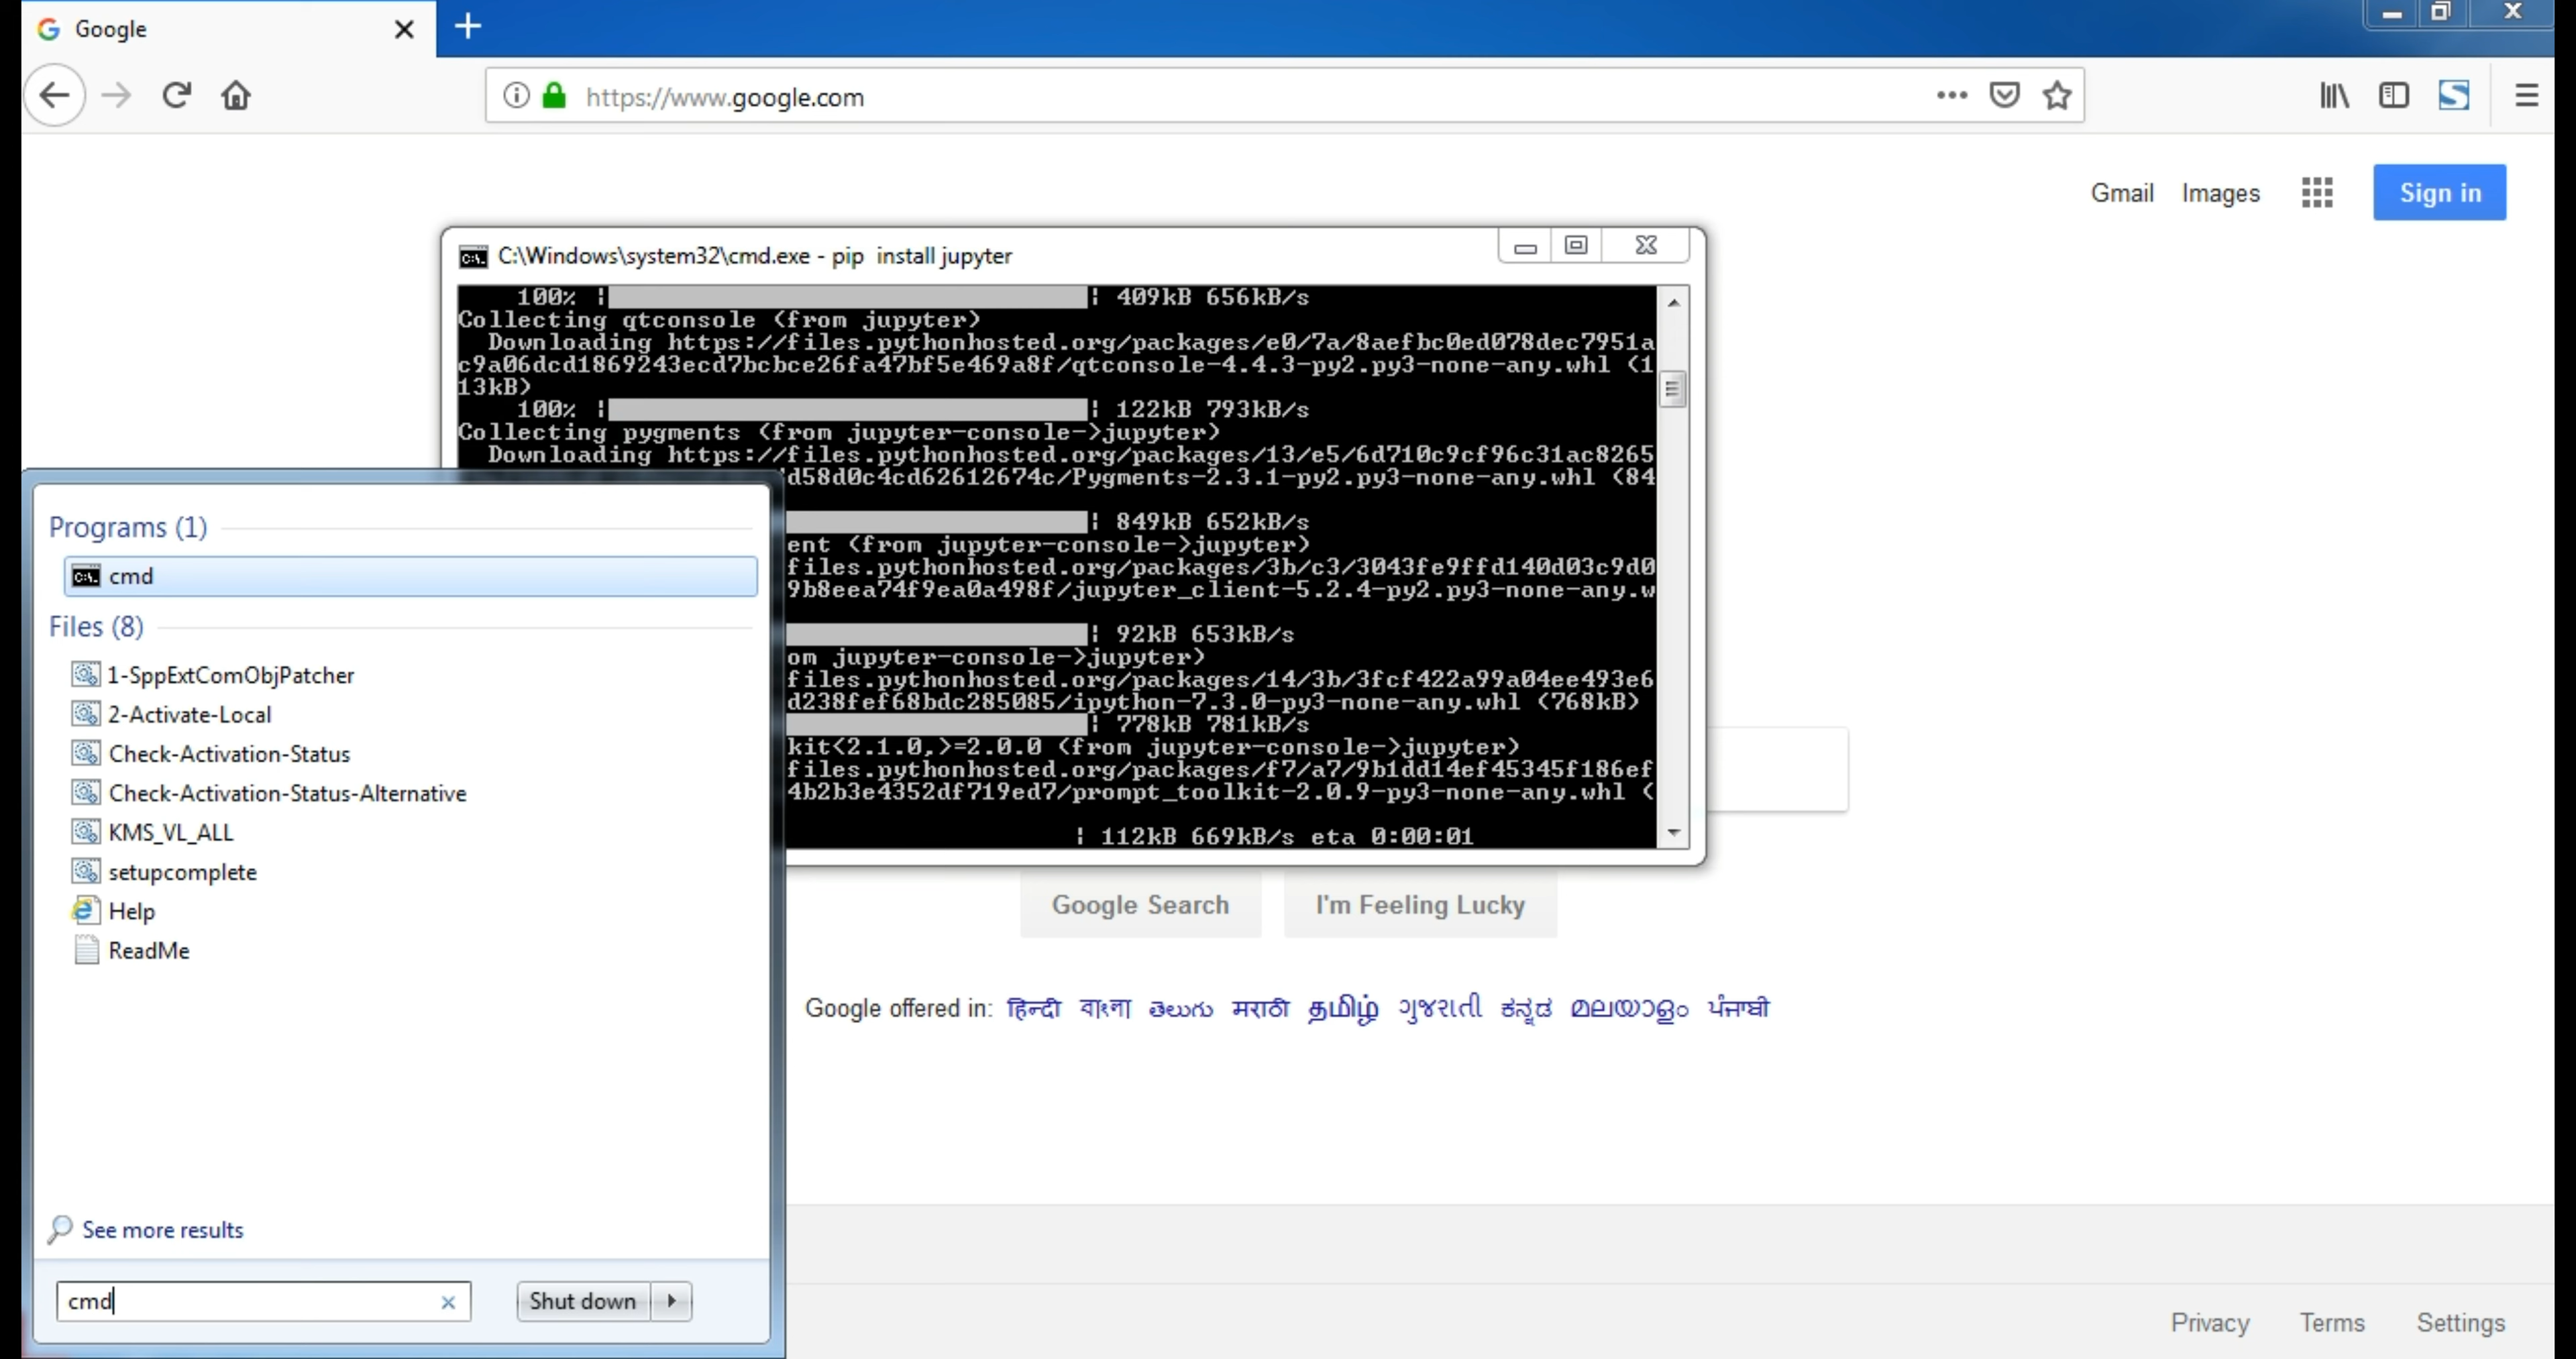 Google
https://www.google.com
Gmail Images Sign in
C:\Windows\system32\cmd.exe - pip install jupyter
100% 409kB 656kB/s
Collecting qtconsole (from jupyter)
Downloading https://files.pythonhosted.org/packages/e0/7a/8aefbc0ed078dec7951a
c9a06dcd1869243ecd7bcbce26fa47bf5e469a8f/qtconsole-4.4.3-py2.py3-none-any.whl (1
13kB)
100% 122kB 793kB/s
Collecting pygments (from jupyter-console->jupyter)
Downloading https://files.pythonhosted.org/packages/13/e5/6d710c9cf96c31ac8265
d58d0c4cd62612674c/Pygments-2.3.1-py2.py3-none-any.whl (84
849kB 652kB/s
ent (from jupyter-console->jupyter)
files.pythonhosted.org/packages/3b/c3/3043fe9ffd140d03c9d0
9b8eea74f9ea0a498f/jupyter_client-5.2.4-py2.py3-none-any.w
92kB 653kB/s
om jupyter-console->jupyter)
files.pythonhosted.org/packages/14/3b/3fcf422a99a04ee493e6
d238fef68bdc285085/ipython-7.3.0-py3-none-any.whl (768kB)
778kB 781kB/s
kit<2.1.0,>=2.0.0 (from jupyter-console->jupyter)
files.pythonhosted.org/packages/f7/a7/9b1dd14ef45345f186ef
4b2b3e4352df719ed7/prompt_toolkit-2.0.9-py3-none-any.whl (
112kB 669kB/s eta 0:00:01
Programs (1)
cmd
Files (8)
1-SppExtComObjPatcher
2-Activate-Local
Check-Activation-Status
Check-Activation-Status-Alternative
KMS_VL_ALL
setupcomplete
Help
ReadMe
See more results
cmd
Shut down
Google Search I'm Feeling Lucky
Google offered in: हिन्दी বাংলা తెలుగు मराठी தமிழ் ગુજરાતી ಕನ್ನಡ മലയാളം ਪੰਜਾਬੀ
Privacy Terms Settings